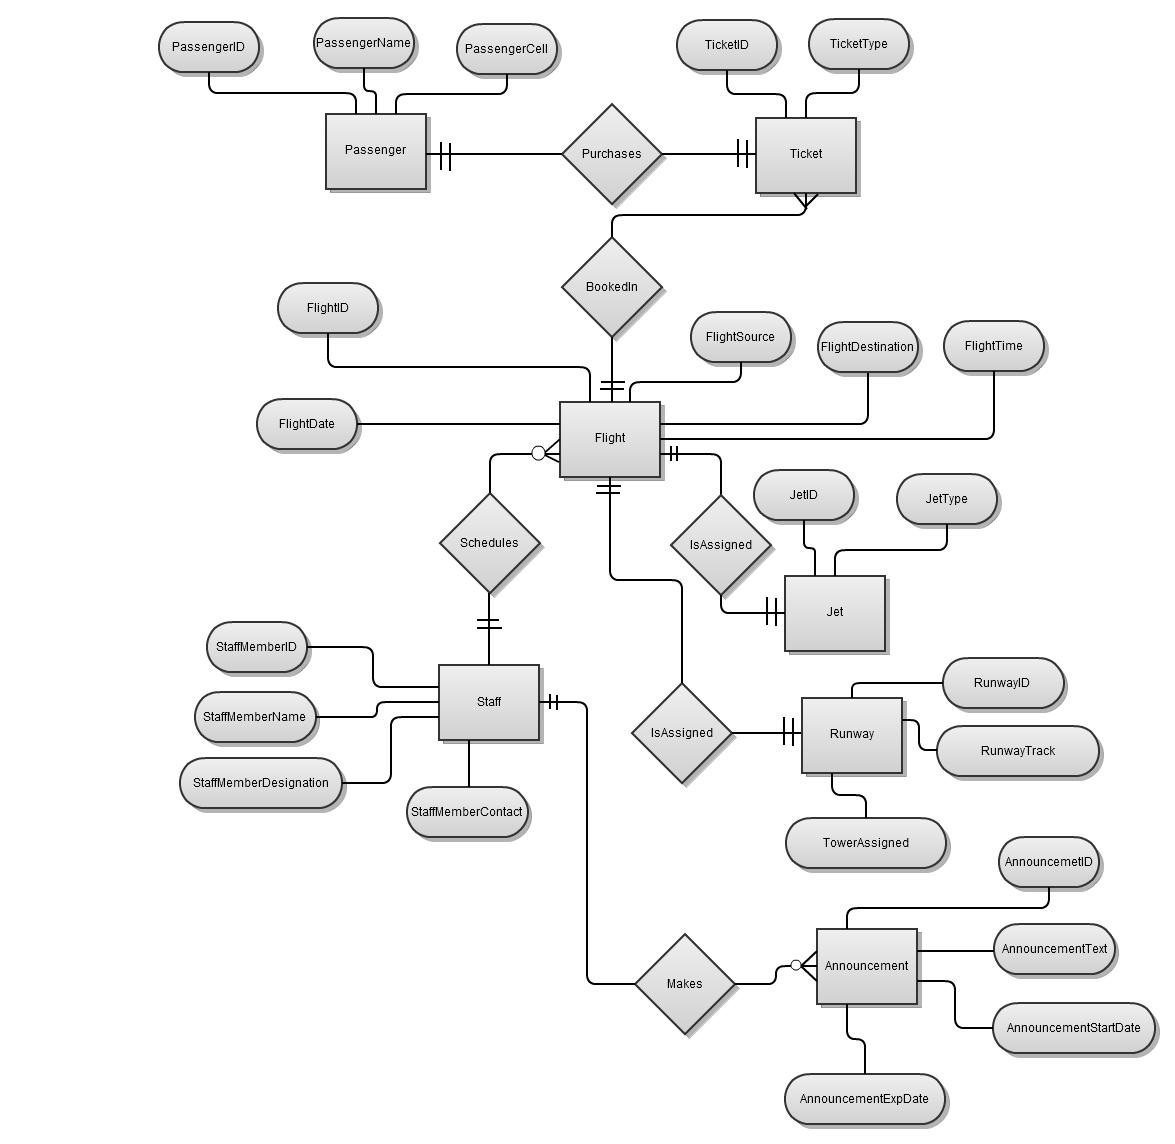 PassengerID
PassengerName
PassengerCell
TicketID
TicketType
Passenger
Purchases
Ticket
BookedIn
FlightID
FlightSource
FlightDestination
FlightTime
FlightDate
Flight
JetID
JetType
Schedules
IsAssigned
Jet
StaffMemberID
StaffMemberName
StaffMemberDesignation
Staff
StaffMemberContact
IsAssigned
Runway
RunwayID
RunwayTrack
TowerAssigned
AnnouncemetID
AnnouncementText
Announcement
Makes
AnnouncementStartDate
AnnouncementExpDate